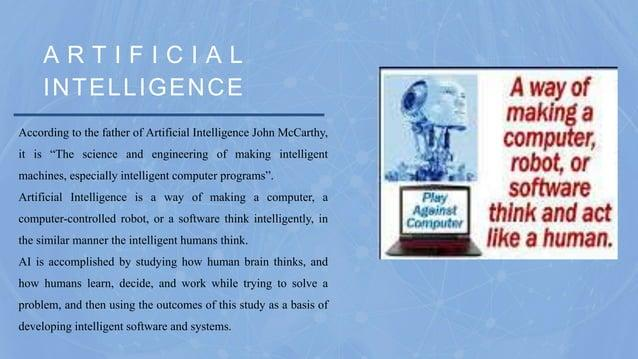 ARTIFICIAL
INTELLIGENCE
According to the father of Artificial Intelligence John McCarthy,
it is “The science and engineering of making intelligent
machines, especially intelligent computer programs”.
Artificial Intelligence is a way of making a computer, a
computer-controlled robot, or a software think intelligently, in
the similar manner the intelligent humans think.
AI is accomplished by studying how human brain thinks, and
how humans learn, decide, and work while trying to solve a
problem, and then using the outcomes of this study as a basis of
developing intelligent software and systems.
A way of
making a
computer,
robot, or
software
think and act
like a human.
Play
Against
Computer